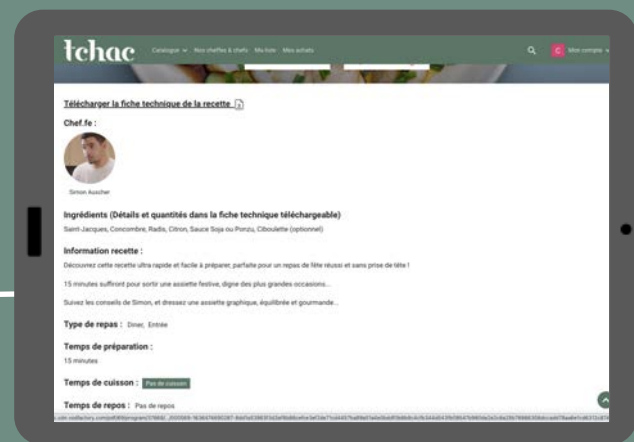 tchac
Catalogue Nos cheffes & chefs Ma liste Mes achats
C Mon compte
Télécharger la fiche technique de la recette
Chef.fe :
Simon Auscher
Ingrédients (Détails et quantités dans la fiche technique téléchargeable)
Saint-Jacques, Concombre, Radis, Citron, Sauce Soja ou Ponzu, Ciboulette (optionnel)
Information recette :
Découvrez cette recette ultra rapide et facile à préparer, parfaite pour un repas de fête réussi et sans prise de tête !
15 minutes suffiront pour sortir une assiette festive, digne des plus grandes occasions...
Suivez les conseils de Simon, et dressez une assiette graphique, équilibrée et gourmande...
Type de repas : Diner, Entrée
Temps de préparation :
15 minutes
Temps de cuisson : Pas de cuisson
Temps de repos : Pas de repos